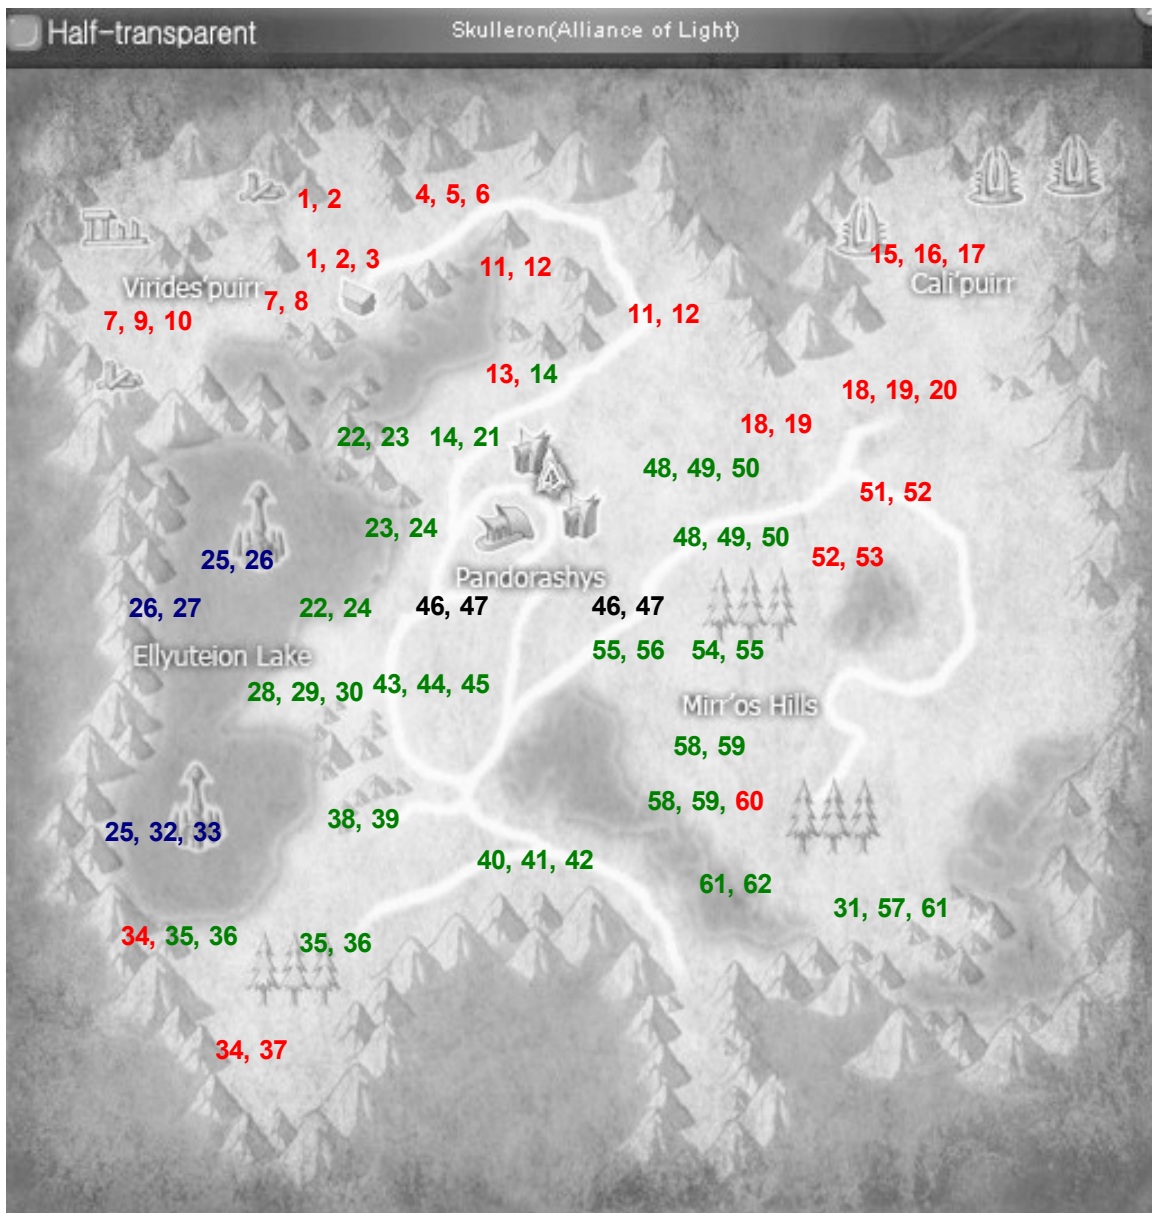 Half-transparent
Skulleron(Alliance of Light)
1, 2
4, 5, 6
1, 2, 3
11, 12
15, 16, 17
Virides'puirr
7, 8
Cali'puirr
7, 9, 10
11, 12
13, 14
18, 19, 20
18, 19
22, 23
14, 21
4
48, 49, 50
51, 52
23, 24
48, 49, 50
25, 26
52, 53
Pandorashys
26, 27
22, 24
46, 47
46, 47
Ellyuteion Lake
55, 56
54, 55
28, 29, 30
43, 44, 45
Mirr'os Hills
58, 59
58, 59, 60
38, 39
25, 32, 33
40, 41, 42
61, 62
31, 57, 61
34, 35, 36
35, 36
34, 37